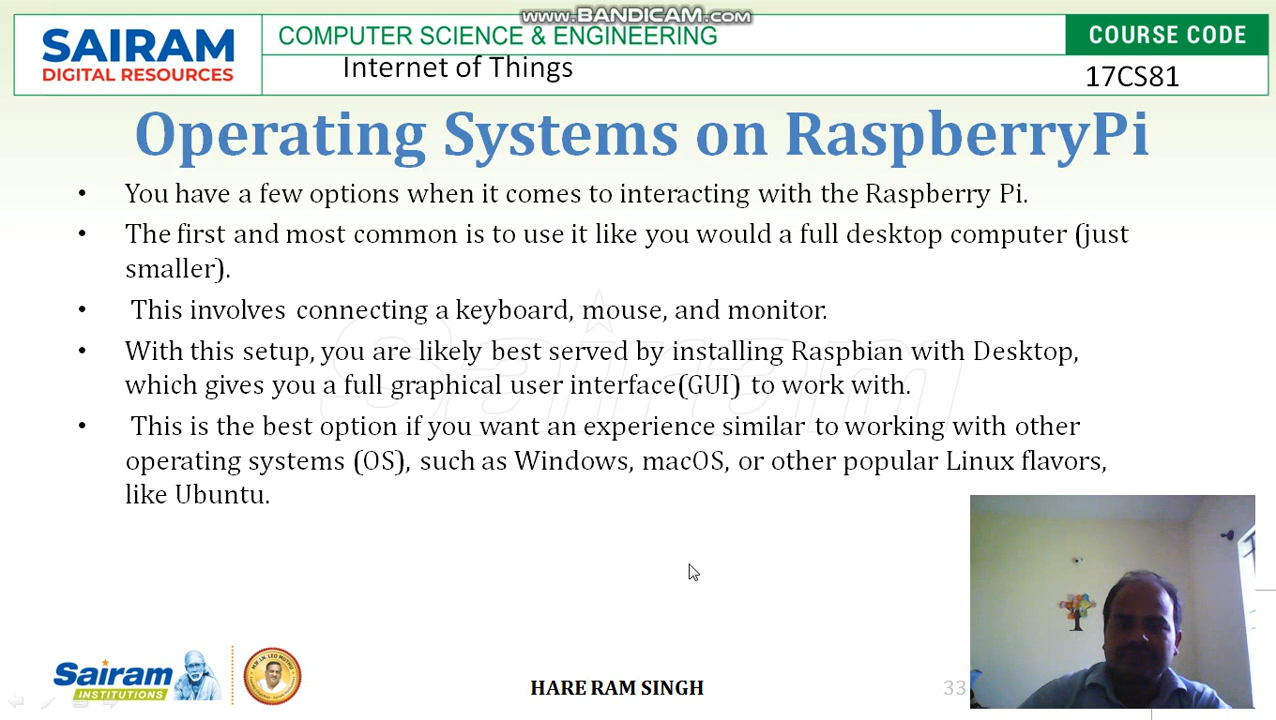 www.BANDICAM.com
SAIRAM
DIGITAL RESOURCES
COMPUTER SCIENCE & ENGINEERING
COURSE CODE
Internet of Things
17CS81
Operating Systems on RaspberryPi
• You have a few options when it comes to interacting with the Raspberry Pi.
• The first and most common is to use it like you would a full desktop computer (just
smaller).
• This involves connecting a keyboard, mouse, and monitor.
• With this setup, you are likely best served by installing Raspbian with Desktop,
which gives you a full graphical user interface(GUI) to work with.
• This is the best option if you want an experience similar to working with other
operating systems (OS), such as Windows, macOS, or other popular Linux flavors,
like Ubuntu.
Sairam
Sairam
INSTITUTIONS
HARE RAM SINGH
33